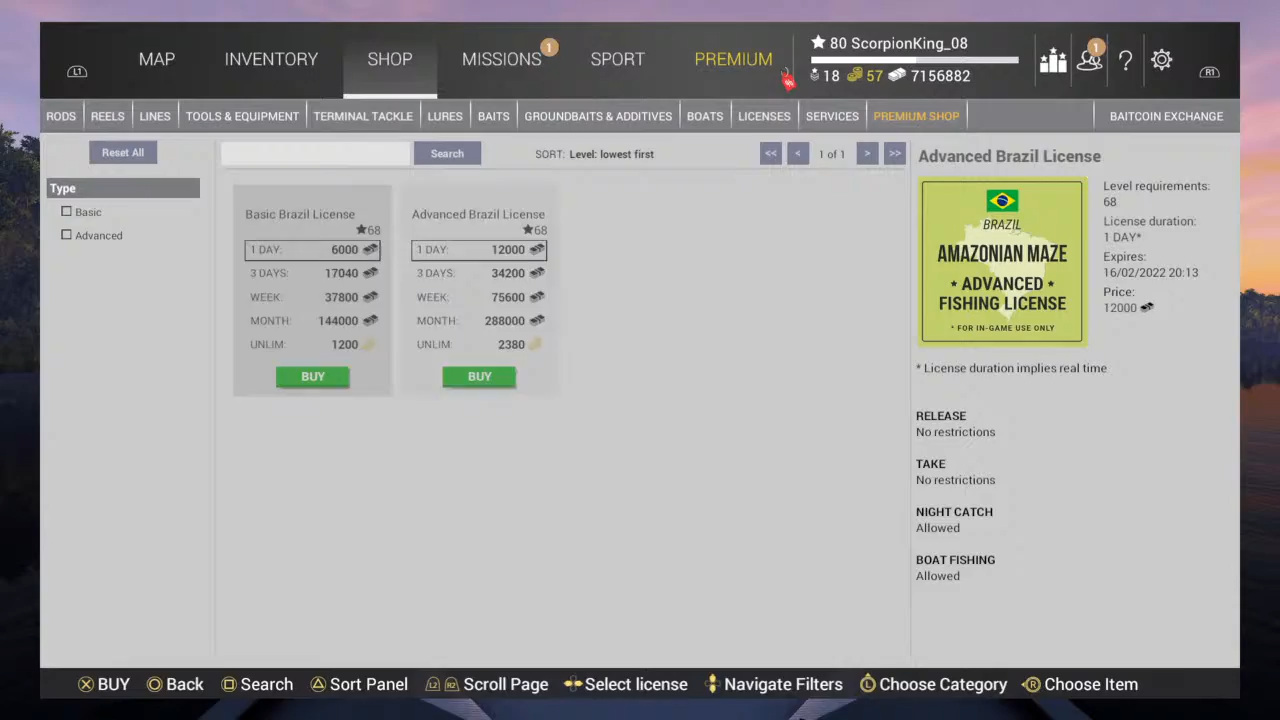 L1
MAP
INVENTORY
SHOP
MISSIONS
1
SPORT
PREMIUM
80 ScorpionKing_08
18
57
7156882
1
?
R1
RODS
REELS
LINES
TOOLS & EQUIPMENT
TERMINAL TACKLE
LURES
BAITS
GROUNDBAITS & ADDITIVES
BOATS
LICENSES
SERVICES
PREMIUM SHOP
BAITCOIN EXCHANGE
Reset All
Search
SORT: Level: lowest first
<<
<
1 of 1
>
>>
Type
Basic
Advanced
Basic Brazil License
68
1 DAY: 6000
3 DAYS: 17040
WEEK: 37800
MONTH: 144000
UNLIM: 1200
BUY
Advanced Brazil License
68
1 DAY: 12000
3 DAYS: 34200
WEEK: 75600
MONTH: 288000
UNLIM: 2380
BUY
Advanced Brazil License
BRAZIL
AMAZONIAN MAZE
* ADVANCED *
FISHING LICENSE
* FOR IN-GAME USE ONLY
Level requirements:
68
License duration:
1 DAY*
Expires:
16/02/2022 20:13
Price:
12000
* License duration implies real time
RELEASE
No restrictions
TAKE
No restrictions
NIGHT CATCH
Allowed
BOAT FISHING
Allowed
BUY
Back
Search
Sort Panel
L2 R2 Scroll Page
Select license
Navigate Filters
L Choose Category
R Choose Item